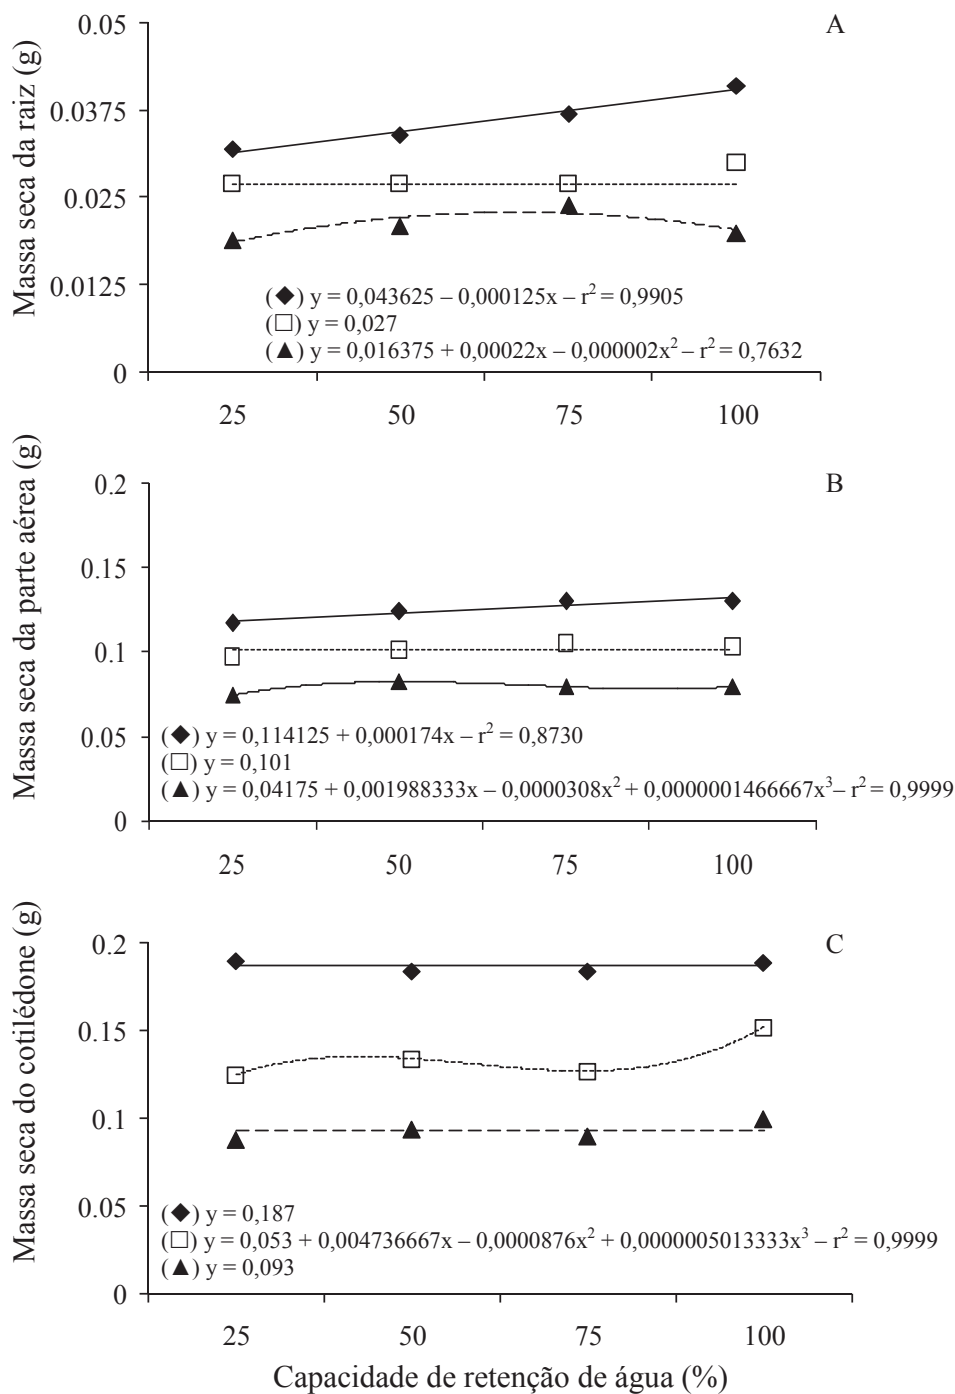 A
Massa seca da raiz (g)
0.05
0.0375
0.025
0.0125
0
(◆) y = 0,043625 – 0,000125x – r² = 0,9905
(□) y = 0,027
(▲) y = 0,016375 + 0,00022x – 0,000002x² – r² = 0,7632
25 50 75 100
B
Massa seca da parte aérea (g)
0.2
0.15
0.1
0.05
0
(◆) y = 0,114125 + 0,000174x – r² = 0,8730
(□) y = 0,101
(▲) y = 0,04175 + 0,001988333x – 0,0000308x² + 0,0000001466667x³– r² = 0,9999
25 50 75 100
C
Massa seca do cotilédone (g)
0.2
0.15
0.1
0.05
0
(◆) y = 0,187
(□) y = 0,053 + 0,004736667x – 0,0000876x² + 0,0000005013333x³ – r² = 0,9999
(▲) y = 0,093
25 50 75 100
Capacidade de retenção de água (%)